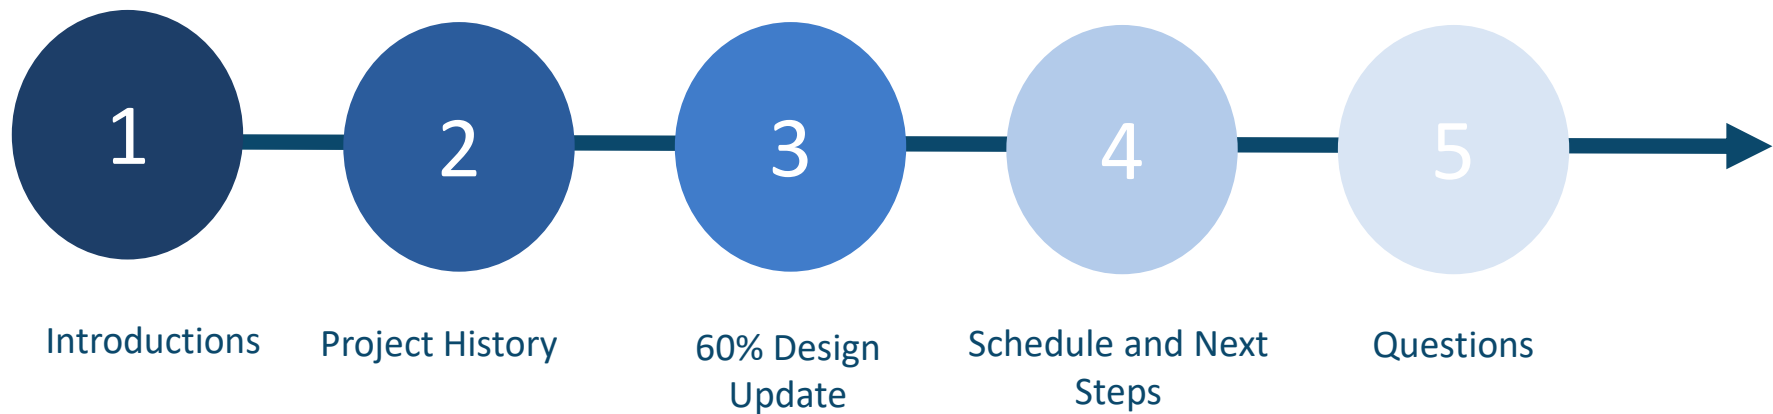 1
2
3
4
5
Introductions
Project History
60% Design
Update
Schedule and Next
Steps
Questions